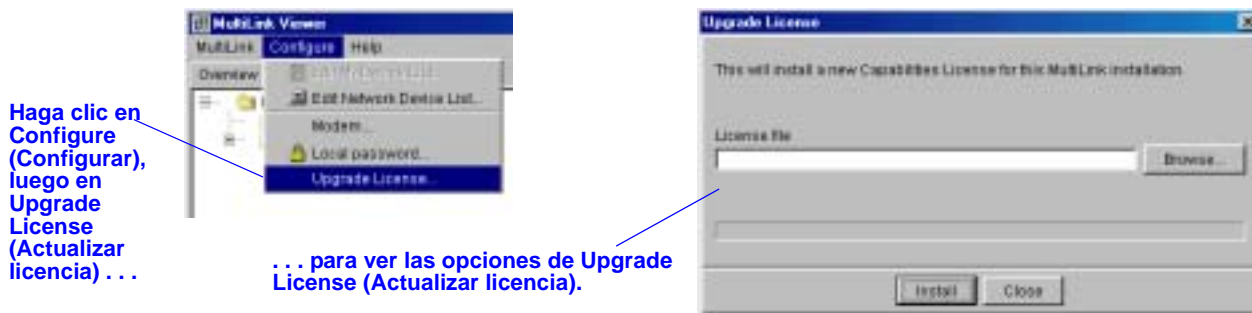 MultiLink Viewer
MultiLink Configure Help
Overview
Edit Network Device List...
Modem...
Local password...
Upgrade License...
Haga clic en
Configure
(Configurar),
luego en
Upgrade
License
(Actualizar
licencia) . . .
. . . para ver las opciones de Upgrade
License (Actualizar licencia).
Upgrade License
This will install a new Capabilities License for this MultiLink installation.
License file
Browse...
Install Close